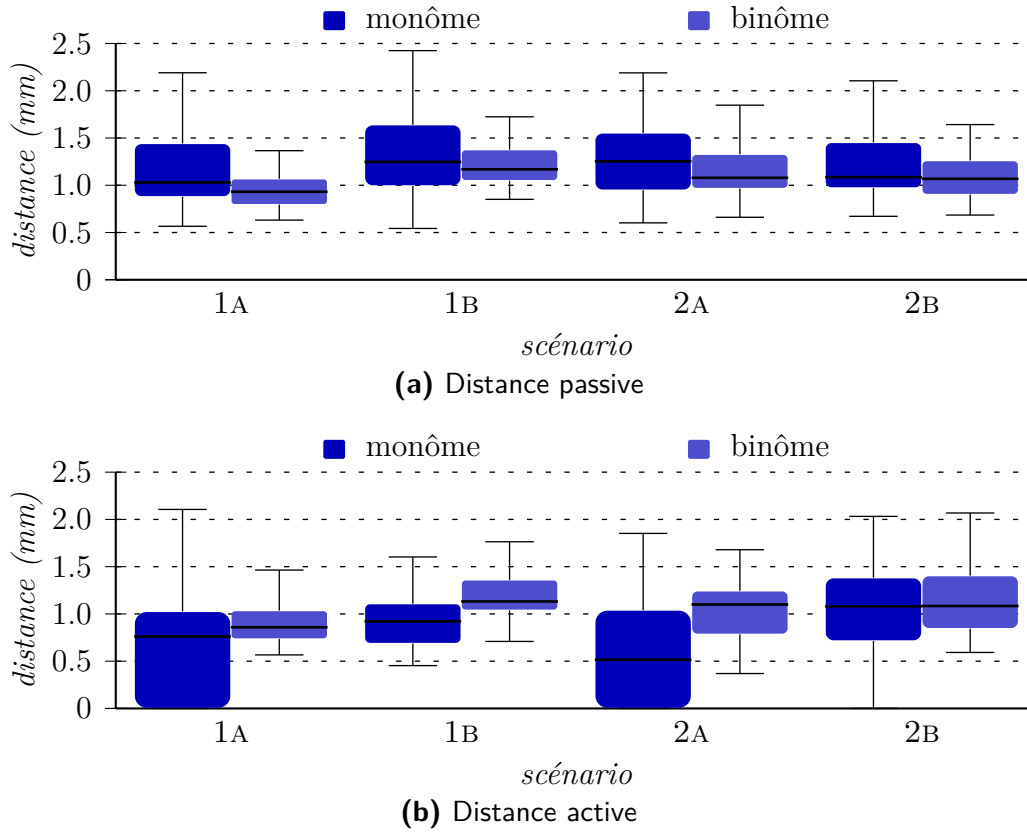 monôme binôme
2.5
2.0
1.5
1.0
0.5
0
distance (mm)
1A 1B 2A 2B
scénario
(a) Distance passive
monôme binôme
2.5
2.0
1.5
1.0
0.5
0
distance (mm)
1A 1B 2A 2B
scénario
(b) Distance active